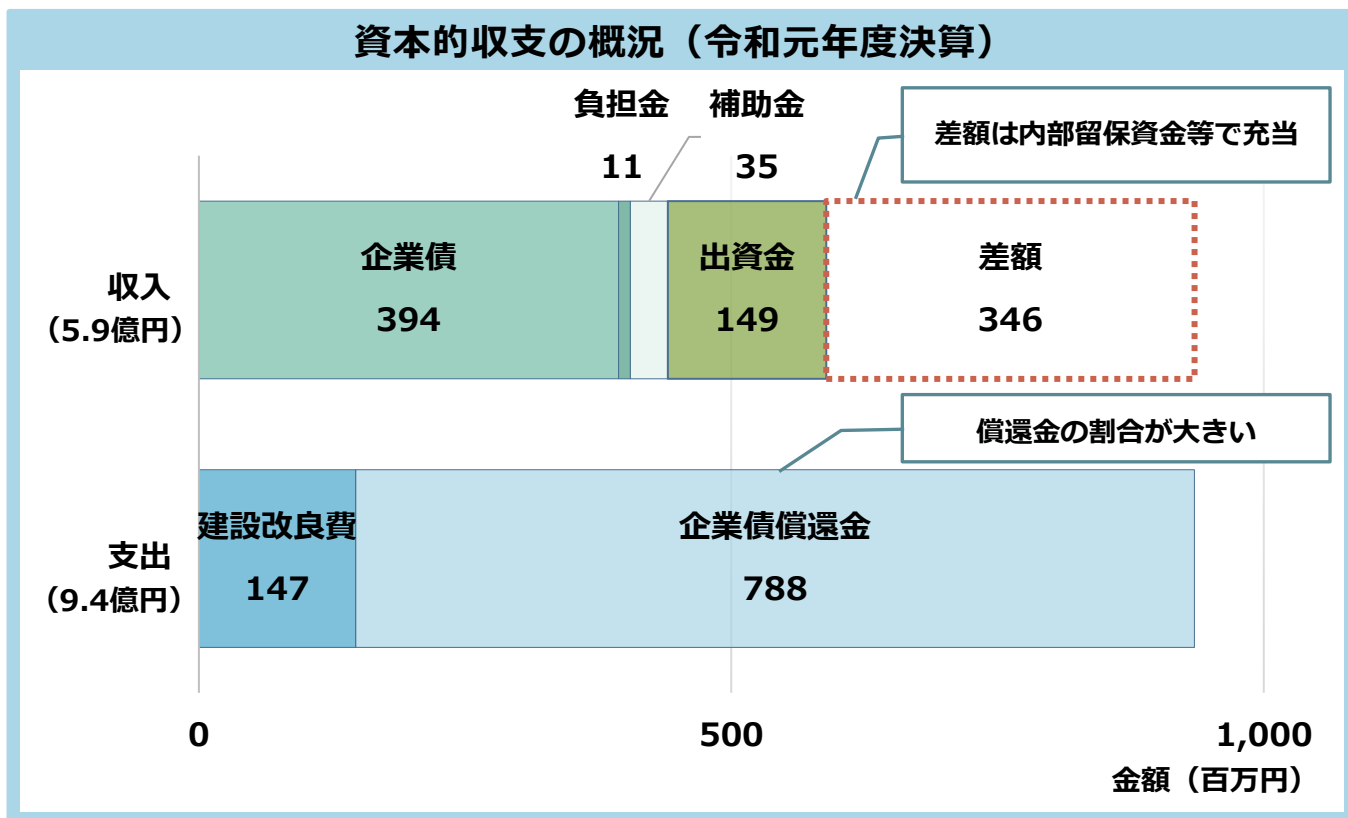 資本的収支の概況（令和元年度決算）
負担金
補助金
11
35
差額は内部留保資金等で充当
収入
（5.9億円）
企業債
394
出資金
149
差額
346
償還金の割合が大きい
支出
（9.4億円）
建設改良費
147
企業債償還金
788
0
500
1,000
金額（百万円）